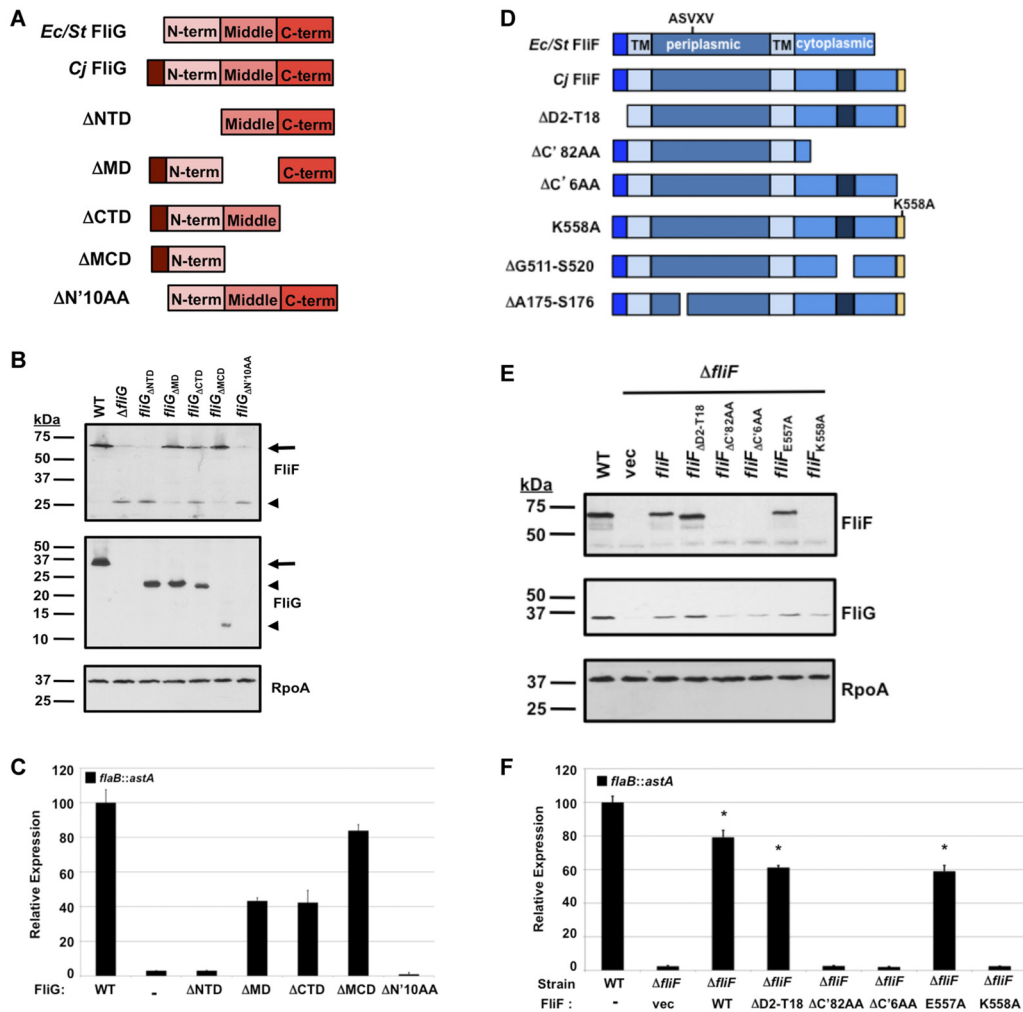 A
Ec/St FliG
N-term Middle C-term
Cj FliG
N-term Middle C-term
ΔNTD
Middle C-term
ΔMD
N-term C-term
ΔCTD
N-term Middle
ΔMCD
N-term
ΔN'10AA
N-term Middle C-term
B
WT ΔfliG fliGΔNTD fliGΔMD fliGΔCTD fliGΔMCD fliGΔN'10AA
kDa
75
50
37
25
FliF
50
37
25
20
15
10
FliG
37
25
RpoA
C
flaB::astA
Relative Expression
120
100
80
60
40
20
0
FliG: WT - ΔNTD ΔMD ΔCTD ΔMCD ΔN'10AA
D
ASVXV
Ec/St FliF
TM periplasmic TM cytoplasmic
Cj FliF
ΔD2-T18
ΔC'82AA
ΔC'6AA
K558A
K558A
ΔG511-S520
ΔA175-S176
E
ΔfliF
WT vec fliF fliFΔD2-T18 fliFΔC'82AA fliFΔC'6AA fliFE557A fliFK558A
kDa
75
50
FliF
50
37
FliG
37
25
RpoA
F
flaB::astA
Relative Expression
120
100
80
60
40
20
0
* * *
Strain WT ΔfliF ΔfliF ΔfliF ΔfliF ΔfliF ΔfliF ΔfliF
FliF : - vec WT ΔD2-T18 ΔC'82AA ΔC'6AA E557A K558A